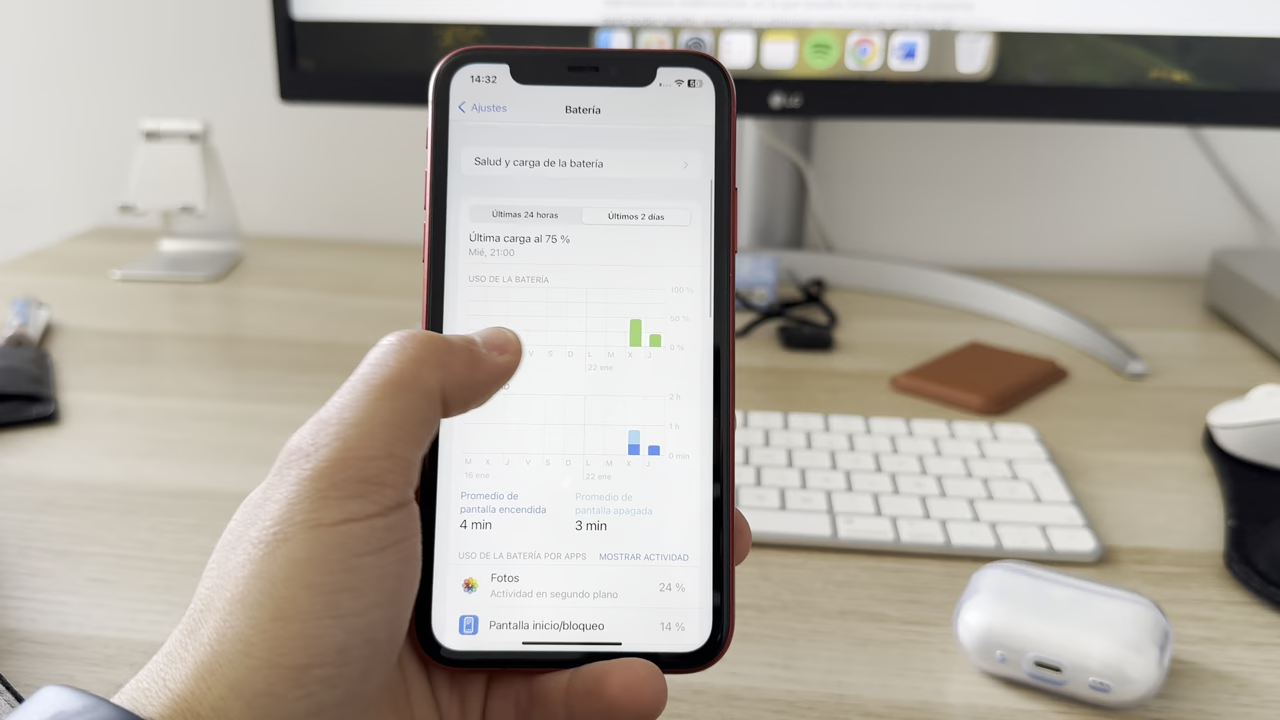 14:32
Ajustes
Batería
Salud y carga de la batería
Últimas 24 horas
Últimos 2 días
Última carga al 75 %
Mié, 21:00
USO DE LA BATERÍA
100 %
50 %
0 %
V S D L M X J
22 ene
2 h
1 h
0 min
M X J V S D L M X J
16 ene
22 ene
Promedio de
pantalla encendida
4 min
Promedio de
pantalla apagada
3 min
USO DE LA BATERÍA POR APPS
MOSTRAR ACTIVIDAD
Fotos
24 %
Actividad en segundo plano
Pantalla inicio/bloqueo
14 %
LG